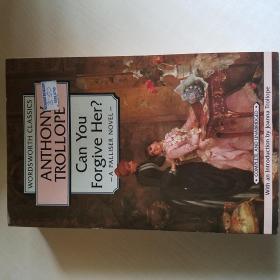 WORDSWORTH CLASSICS
ANTHONY
TROLLOPE
Can You
Forgive Her?
– A PALLISER NOVEL –
COMPLETE AND UNABRIDGED
With an Introduction by Joanna Trollope